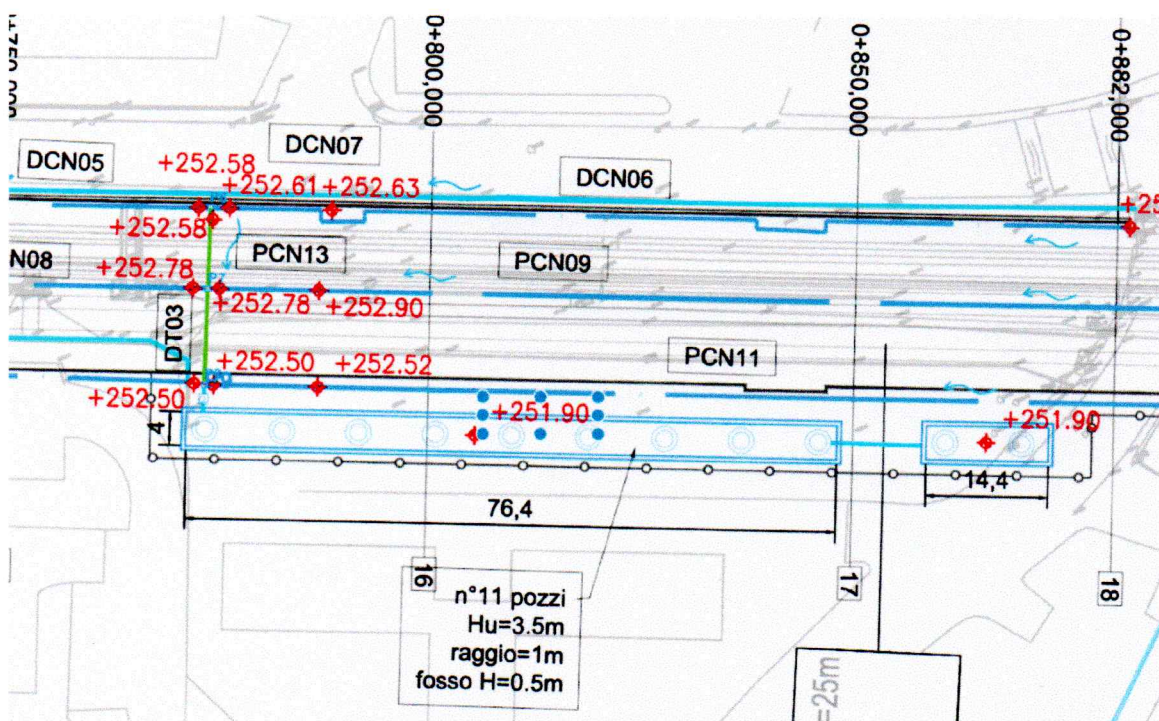 0+750,000
0+800,000
0+850,000
0+882,000
DCN05
+252.58
DCN07
+252.61
+252.63
DCN06
+252.58
N08
+252.78
PCN13
PCN09
+252.78
+252.90
DT03
+252.50
+252.52
PCN11
+252.50
+251.90
+251.90
4
76,4
14,4
16
17
18
n°11 pozzi
Hu=3.5m
raggio=1m
fosso H=0.5m
=25m